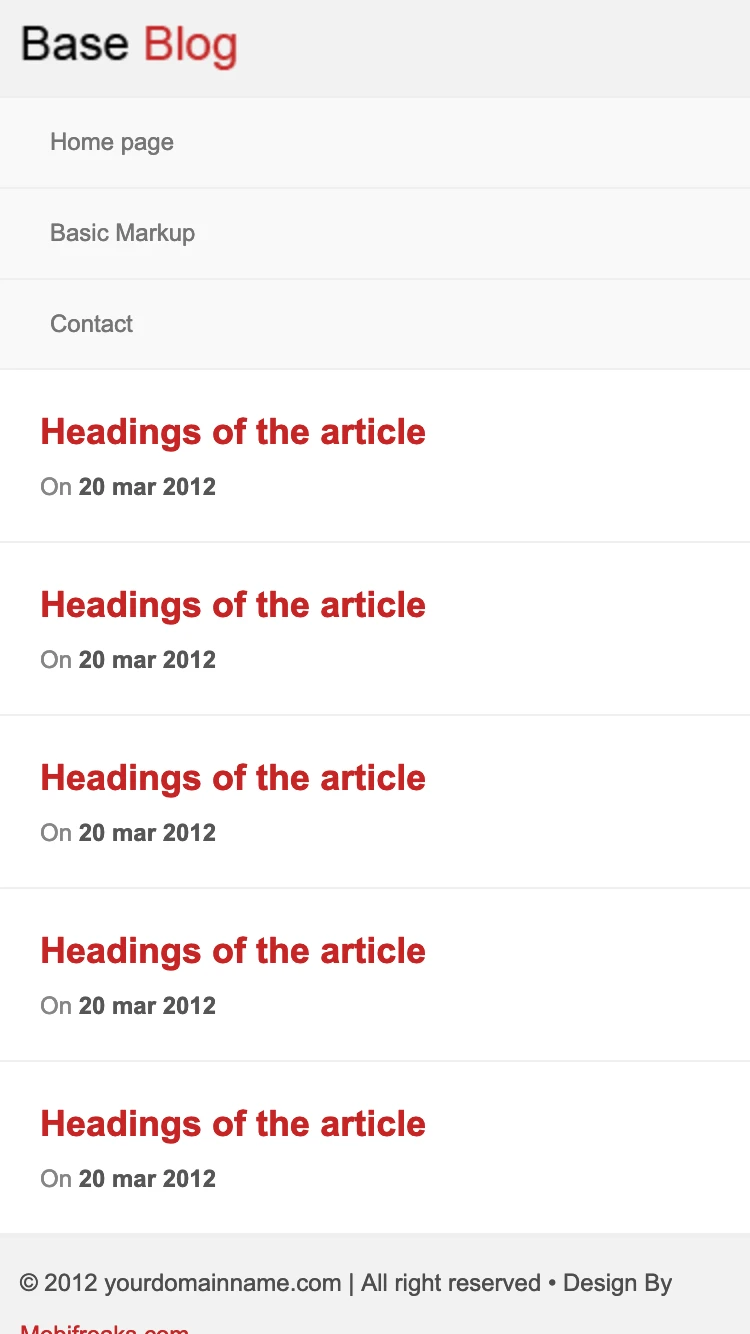 Base Blog
Home page
Basic Markup
Contact
Headings of the article
On 20 mar 2012
Headings of the article
On 20 mar 2012
Headings of the article
On 20 mar 2012
Headings of the article
On 20 mar 2012
Headings of the article
On 20 mar 2012
© 2012 yourdomainname.com | All right reserved • Design By
Mobifreaks.com